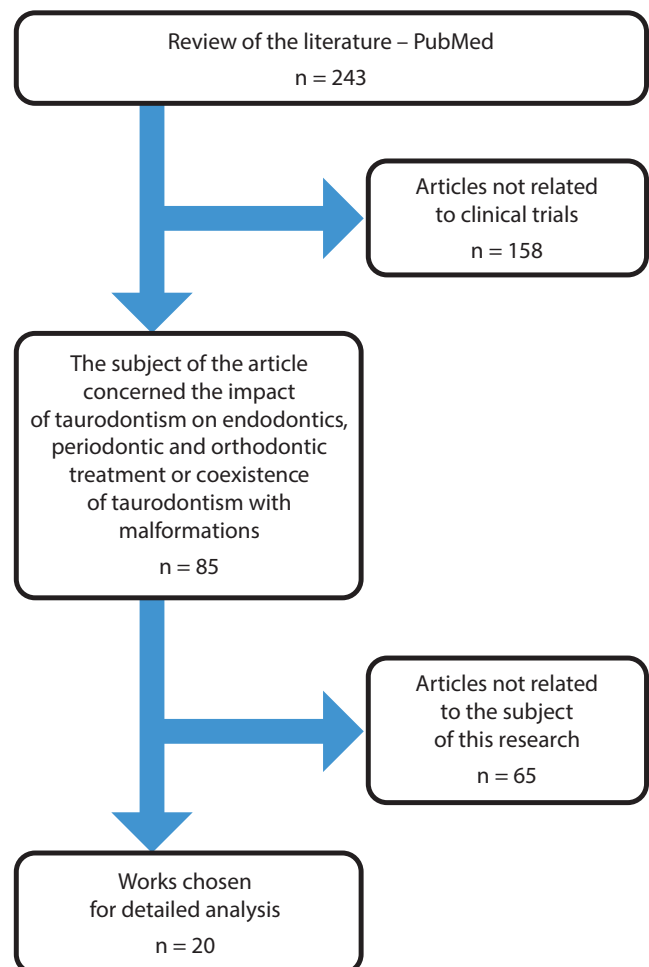 Review of the literature – PubMed
n = 243
Articles not related
to clinical trials
n = 158
The subject of the article
concerned the impact
of taurodontism on endodontics,
periodontic and orthodontic
treatment or coexistence
of taurodontism with
malformations
n = 85
Articles not related
to the subject
of this research
n = 65
Works chosen
for detailed analysis
n = 20